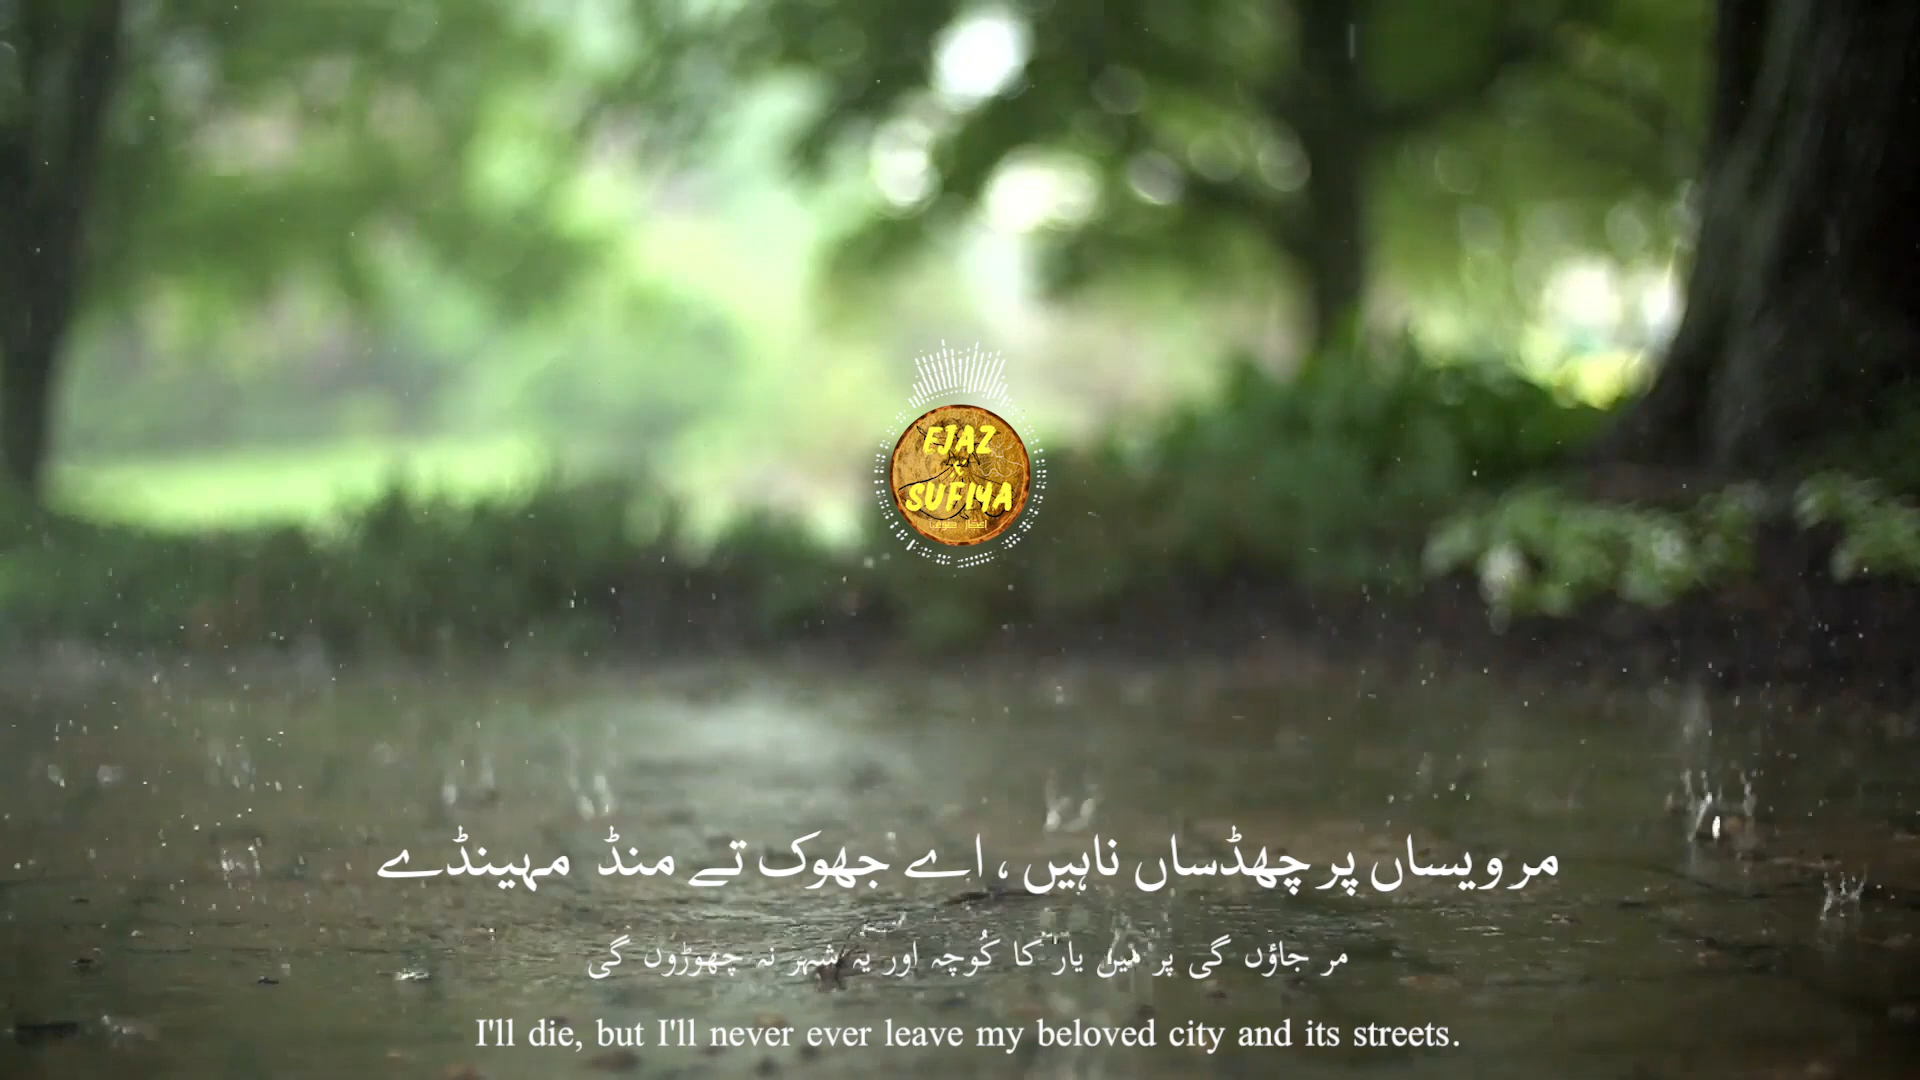 EJAZ
SUFIYA
مرویساں پر چھڈساں ناہیں ، اے جھوک تے منڈ مہینڈے
مر جاؤں گی پر میں یار کا کُوچہ اور یہ شہر نہ چھوڑوں گی
I'll die, but I'll never ever leave my beloved city and its streets.